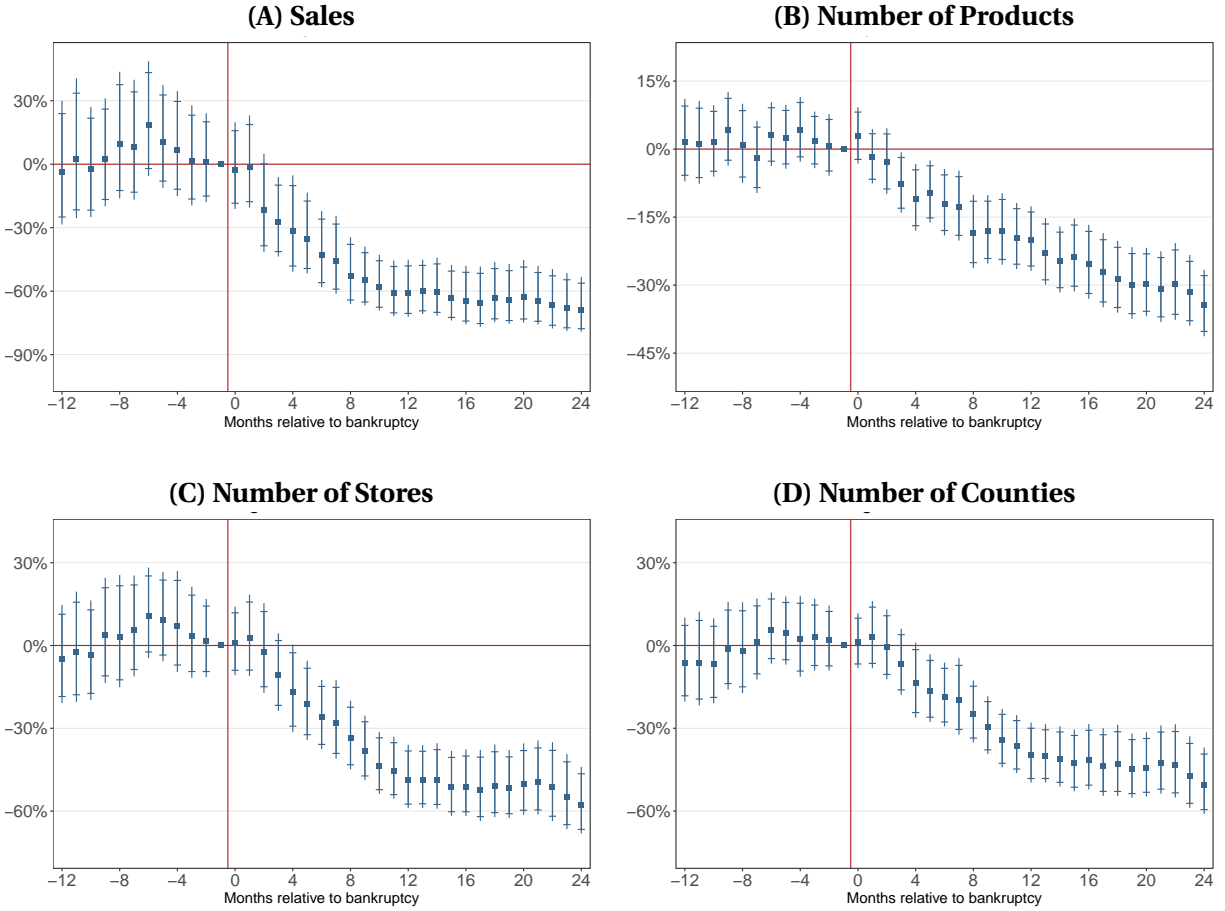 (A) Sales
30%
0%
−30%
−60%
−90%
−12 −8 −4 0 4 8 12 16 20 24
Months relative to bankruptcy
(B) Number of Products
15%
0%
−15%
−30%
−45%
−12 −8 −4 0 4 8 12 16 20 24
Months relative to bankruptcy
(C) Number of Stores
30%
0%
−30%
−60%
−12 −8 −4 0 4 8 12 16 20 24
Months relative to bankruptcy
(D) Number of Counties
30%
0%
−30%
−60%
−12 −8 −4 0 4 8 12 16 20 24
Months relative to bankruptcy